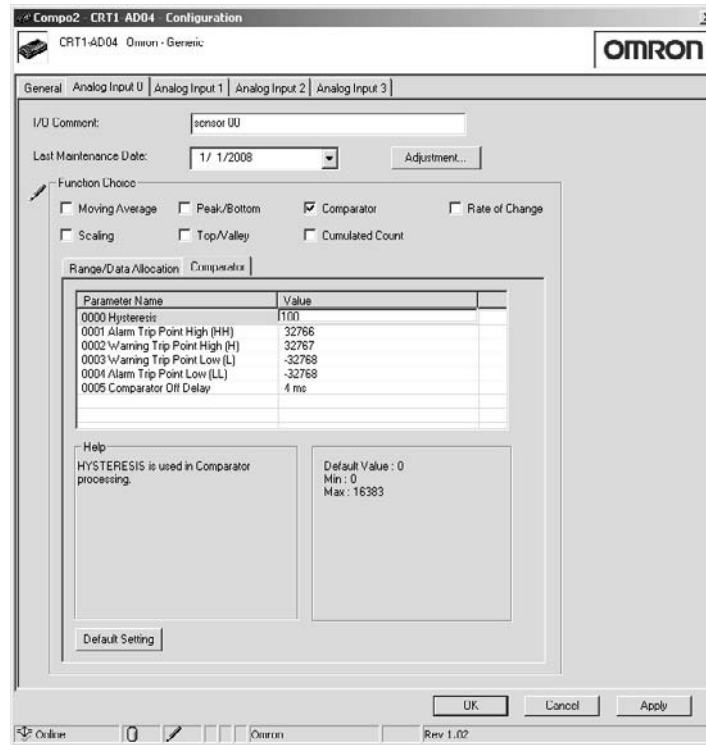 Compo2 - CRT1-AD04 - Configuration
CRT1-AD04 Omron - Generic
OMRON
General Analog Input 0 Analog Input 1 Analog Input 2 Analog Input 3
I/O Comment: sensor 00
Last Maintenance Date: 1/ 1/2008 Adjustment...
Function Choice
Moving Average Peak/Bottom Comparator Rate of Change
Scaling Top/Valley Cumulated Count
Range/Data Allocation Comparator
Parameter Name Value
0000 Hysteresis 100
0001 Alarm Trip Point High (HH) 32766
0002 Warning Trip Point High (H) 32767
0003 Warning Trip Point Low (L) -32768
0004 Alarm Trip Point Low (LL) -32768
0005 Comparator Off Delay 4 ms
Help
HYSTERESIS is used in Comparator
processing.
Default Value : 0
Min : 0
Max : 16383
Default Setting
OK Cancel Apply
Online Omron Rev 1.02